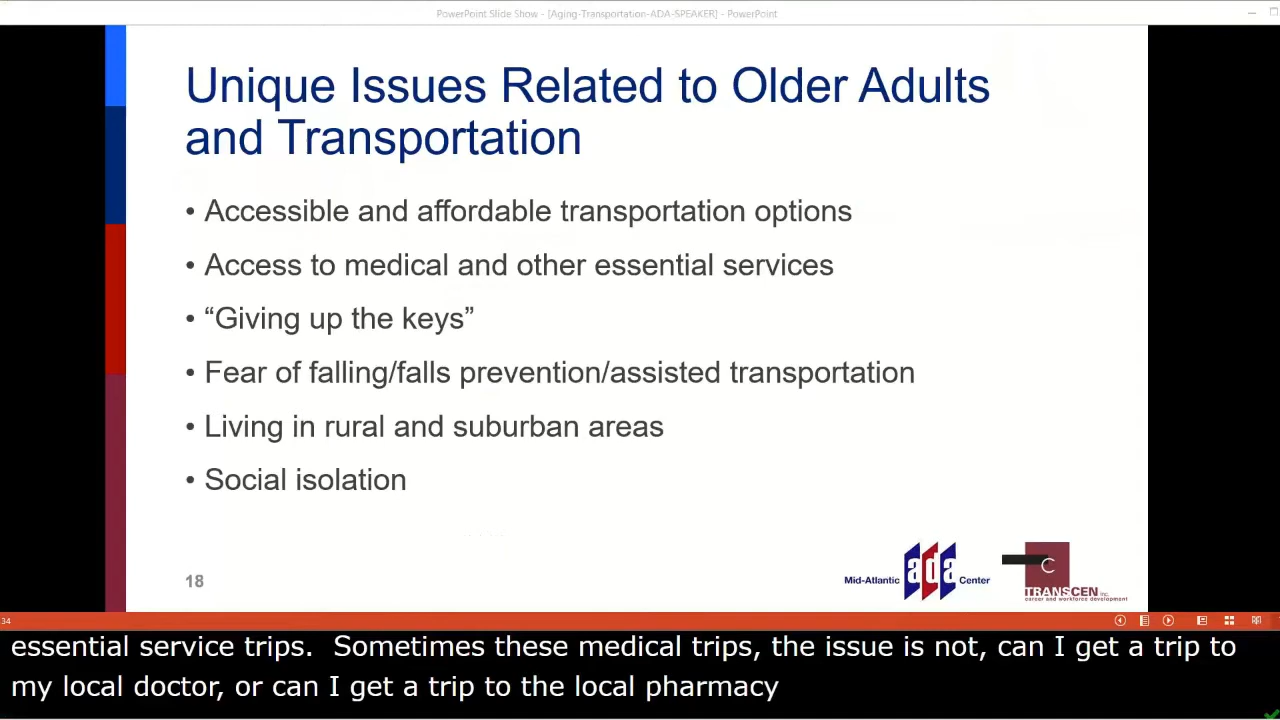 PowerPoint Slide Show - [Aging-Transportation-ADA-SPEAKER] - PowerPoint
Unique Issues Related to Older Adults
and Transportation
• Accessible and affordable transportation options
• Access to medical and other essential services
• “Giving up the keys”
• Fear of falling/falls prevention/assisted transportation
• Living in rural and suburban areas
• Social isolation
18
Mid-Atlantic ada Center
C
TRANSCEN Inc.
career and workforce development
34
essential service trips.  Sometimes these medical trips, the issue is not, can I get a trip to
my local doctor, or can I get a trip to the local pharmacy